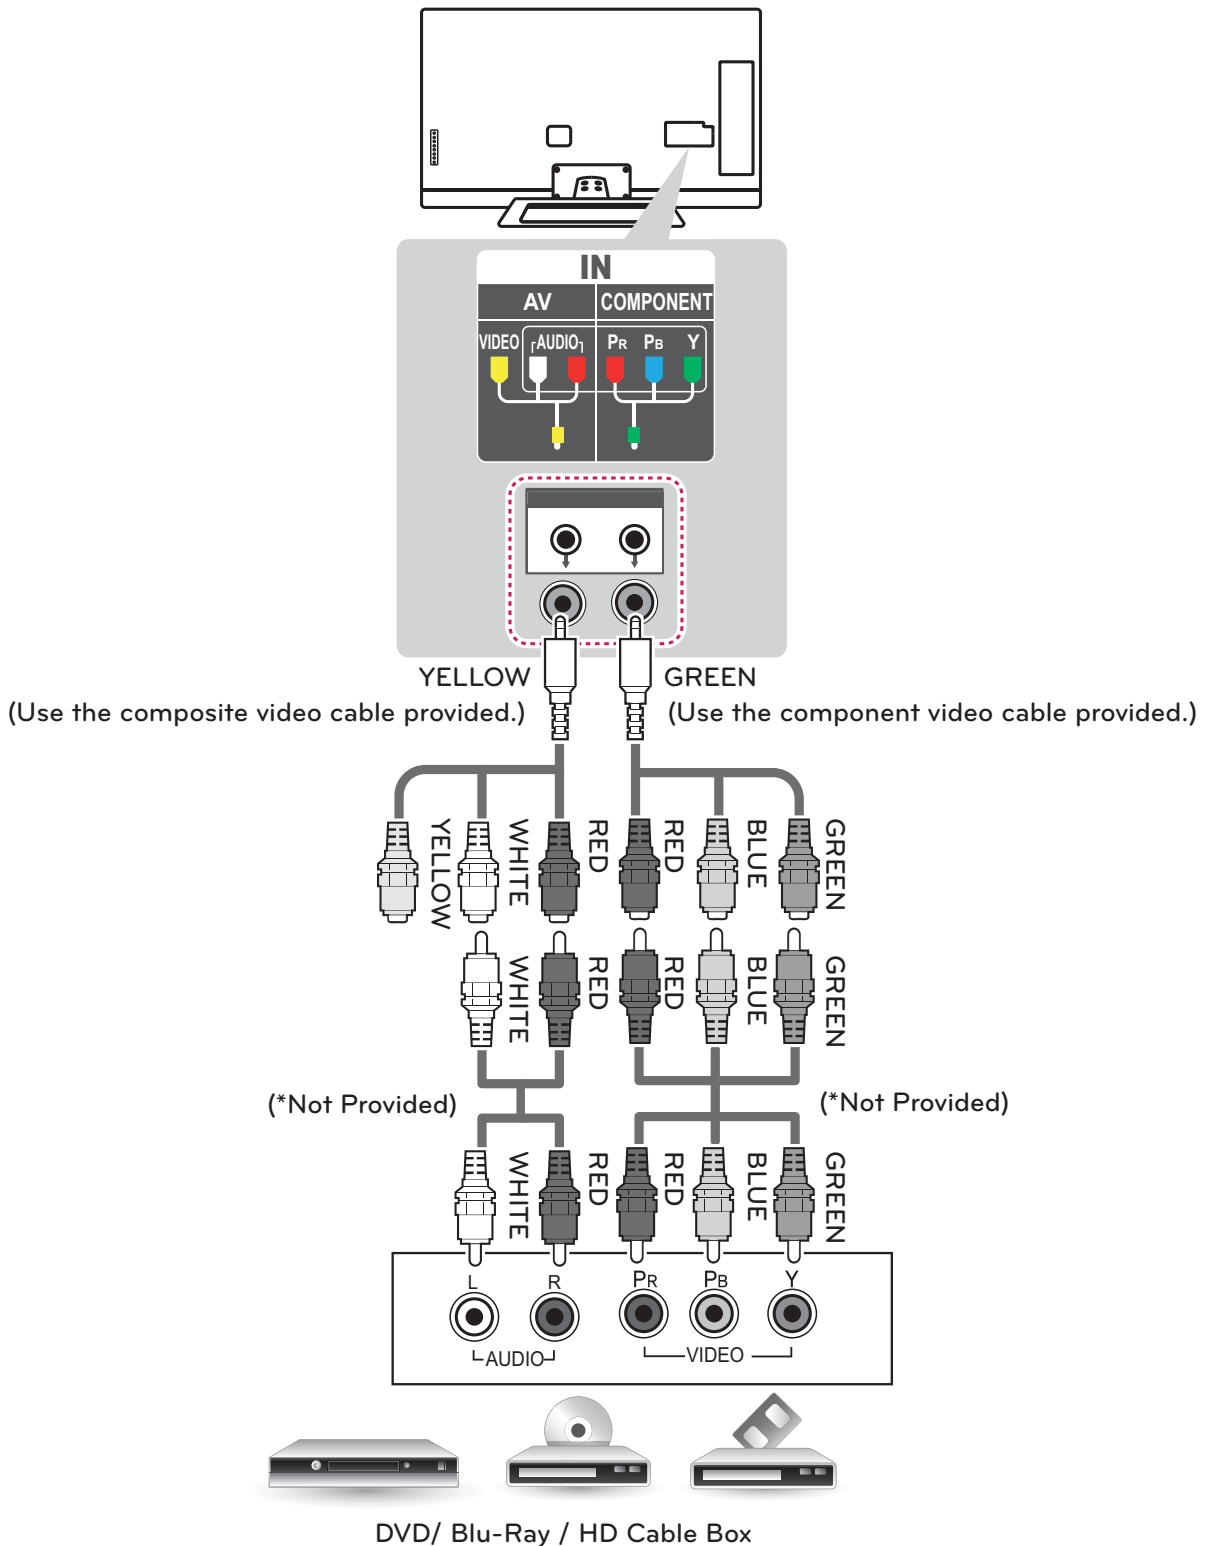 IN
AV COMPONENT
VIDEO AUDIO PR PB Y
YELLOW GREEN
(Use the composite video cable provided.) (Use the component video cable provided.)
YELLOW WHITE RED RED BLUE GREEN
WHITE RED RED BLUE GREEN
(*Not Provided) (*Not Provided)
WHITE RED RED BLUE GREEN
L R PR PB Y
AUDIO VIDEO
DVD/ Blu-Ray / HD Cable Box